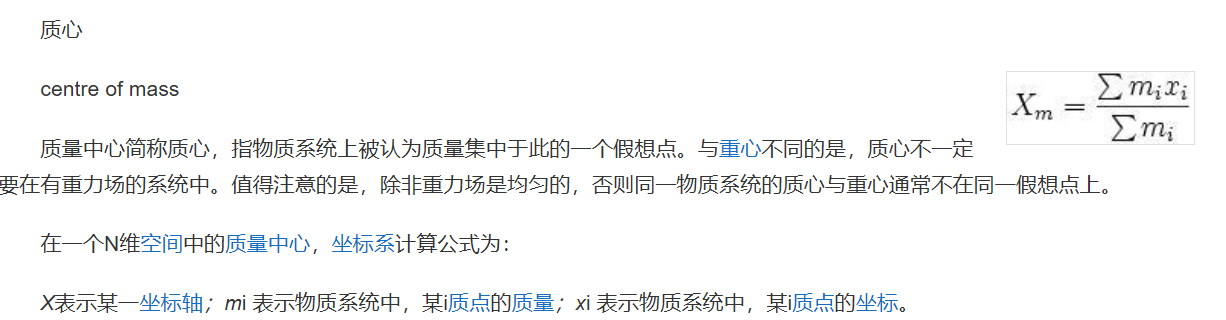 质心
centre of mass
X_m = \frac{\sum m_i x_i}{\sum m_i}
质量中心简称质心，指物质系统上被认为质量集中于此的一个假想点。与重心不同的是，质心不一定
要在有重力场的系统中。值得注意的是，除非重力场是均匀的，否则同一物质系统的质心与重心通常不在同一假想点上。
在一个N维空间中的质量中心，坐标系计算公式为：
X表示某一坐标轴；mi 表示物质系统中，某i质点的质量；xi 表示物质系统中，某i质点的坐标。